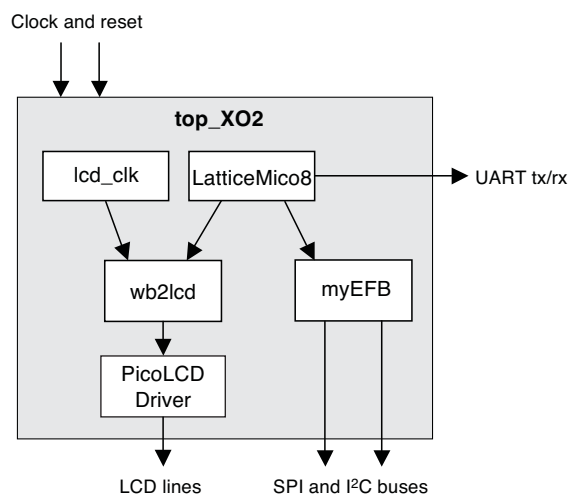 Clock and reset
top_XO2
lcd_clk
LatticeMico8
UART tx/rx
wb2lcd
myEFB
PicoLCD
Driver
LCD lines
SPI and I²C buses